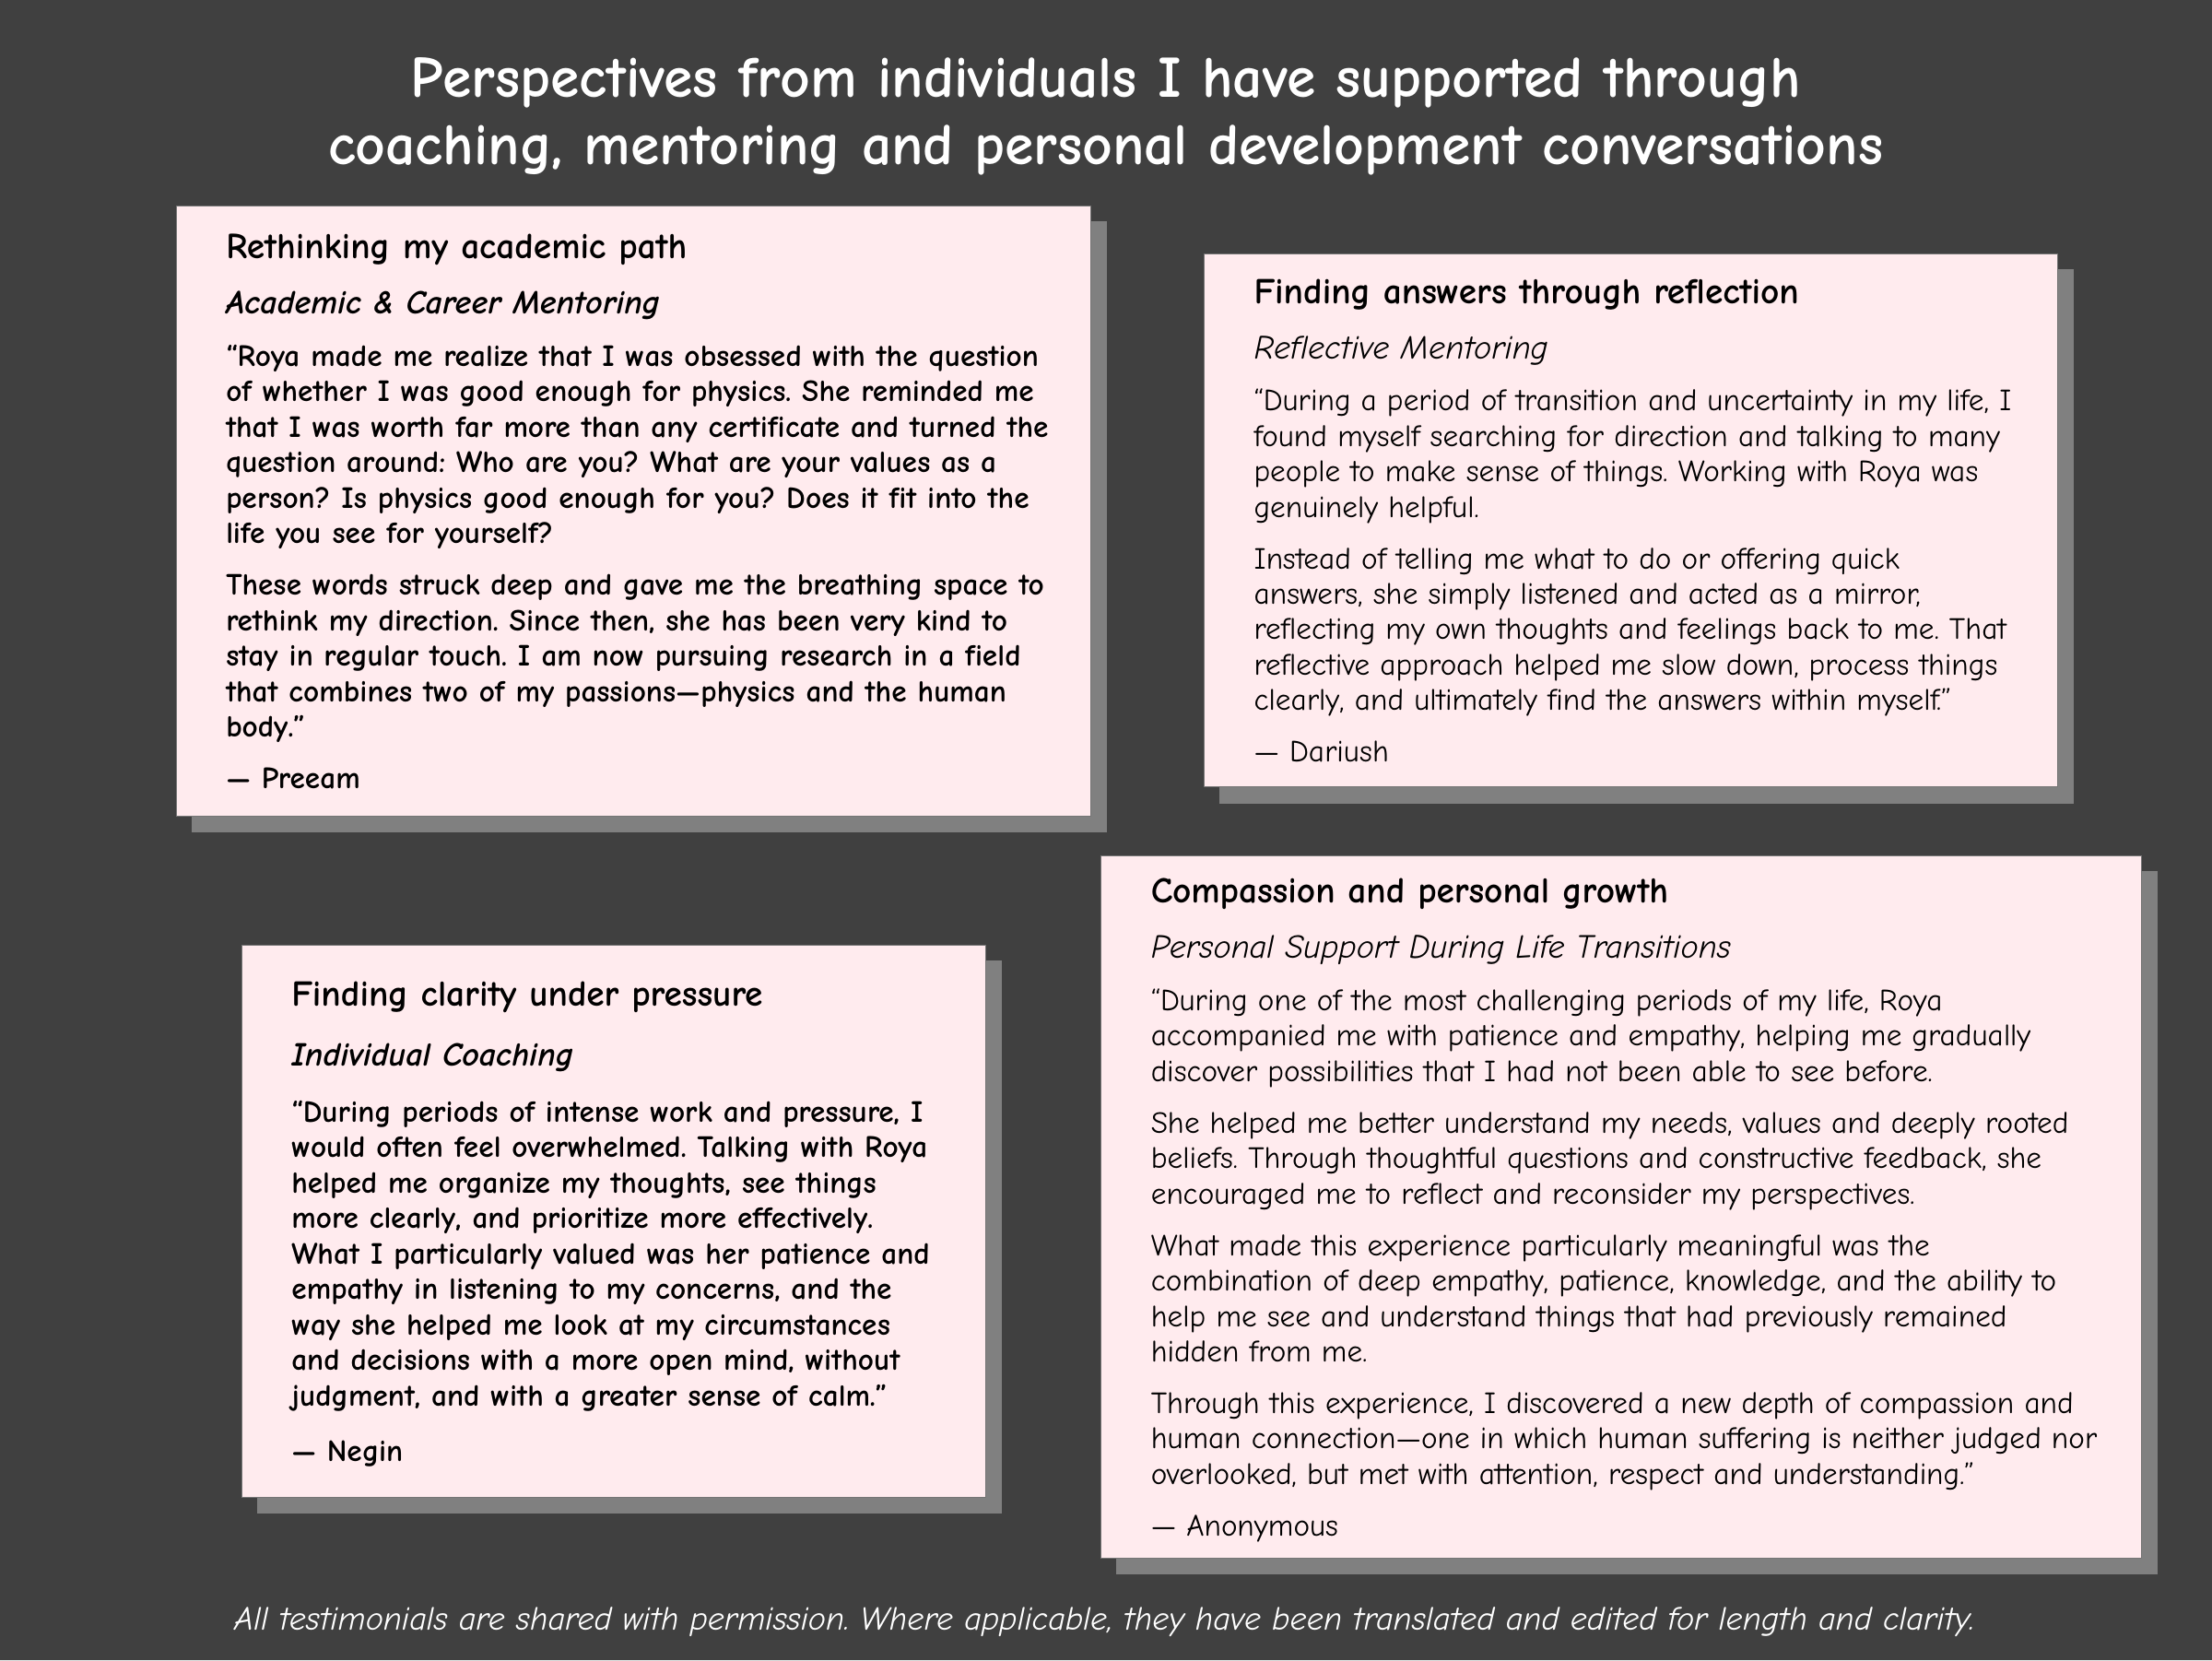 Perspectives from individuals I have supported through
coaching, mentoring and personal development conversations
Rethinking my academic path
Academic & Career Mentoring
“Roya made me realize that I was obsessed with the question
of whether I was good enough for physics. She reminded me
that I was worth far more than any certificate and turned the
question around: Who are you? What are your values as a
person? Is physics good enough for you? Does it fit into the
life you see for yourself?
These words struck deep and gave me the breathing space to
rethink my direction. Since then, she has been very kind to
stay in regular touch. I am now pursuing research in a field
that combines two of my passions—physics and the human
body.”
— Preeam
Finding answers through reflection
Reflective Mentoring
“During a period of transition and uncertainty in my life, I
found myself searching for direction and talking to many
people to make sense of things. Working with Roya was
genuinely helpful.
Instead of telling me what to do or offering quick
answers, she simply listened and acted as a mirror,
reflecting my own thoughts and feelings back to me. That
reflective approach helped me slow down, process things
clearly, and ultimately find the answers within myself.”
— Dariush
Finding clarity under pressure
Individual Coaching
“During periods of intense work and pressure, I
would often feel overwhelmed. Talking with Roya
helped me organize my thoughts, see things
more clearly, and prioritize more effectively.
What I particularly valued was her patience and
empathy in listening to my concerns, and the
way she helped me look at my circumstances
and decisions with a more open mind, without
judgment, and with a greater sense of calm.”
— Negin
Compassion and personal growth
Personal Support During Life Transitions
“During one of the most challenging periods of my life, Roya
accompanied me with patience and empathy, helping me gradually
discover possibilities that I had not been able to see before.
She helped me better understand my needs, values and deeply rooted
beliefs. Through thoughtful questions and constructive feedback, she
encouraged me to reflect and reconsider my perspectives.
What made this experience particularly meaningful was the
combination of deep empathy, patience, knowledge, and the ability to
help me see and understand things that had previously remained
hidden from me.
Through this experience, I discovered a new depth of compassion and
human connection—one in which human suffering is neither judged nor
overlooked, but met with attention, respect and understanding.”
— Anonymous
All testimonials are shared with permission. Where applicable, they have been translated and edited for length and clarity.